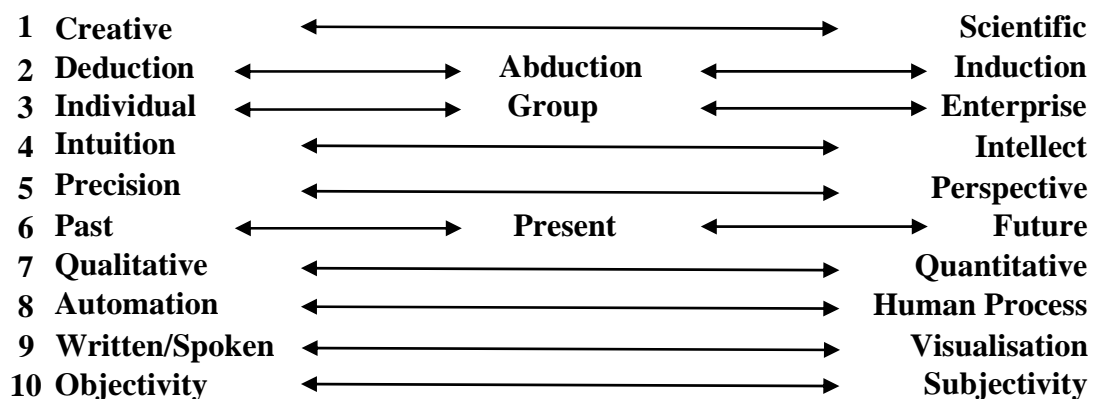 1 Creative Scientific
2 Deduction Abduction Induction
3 Individual Group Enterprise
4 Intuition Intellect
5 Precision Perspective
6 Past Present Future
7 Qualitative Quantitative
8 Automation Human Process
9 Written/Spoken Visualisation
10 Objectivity Subjectivity